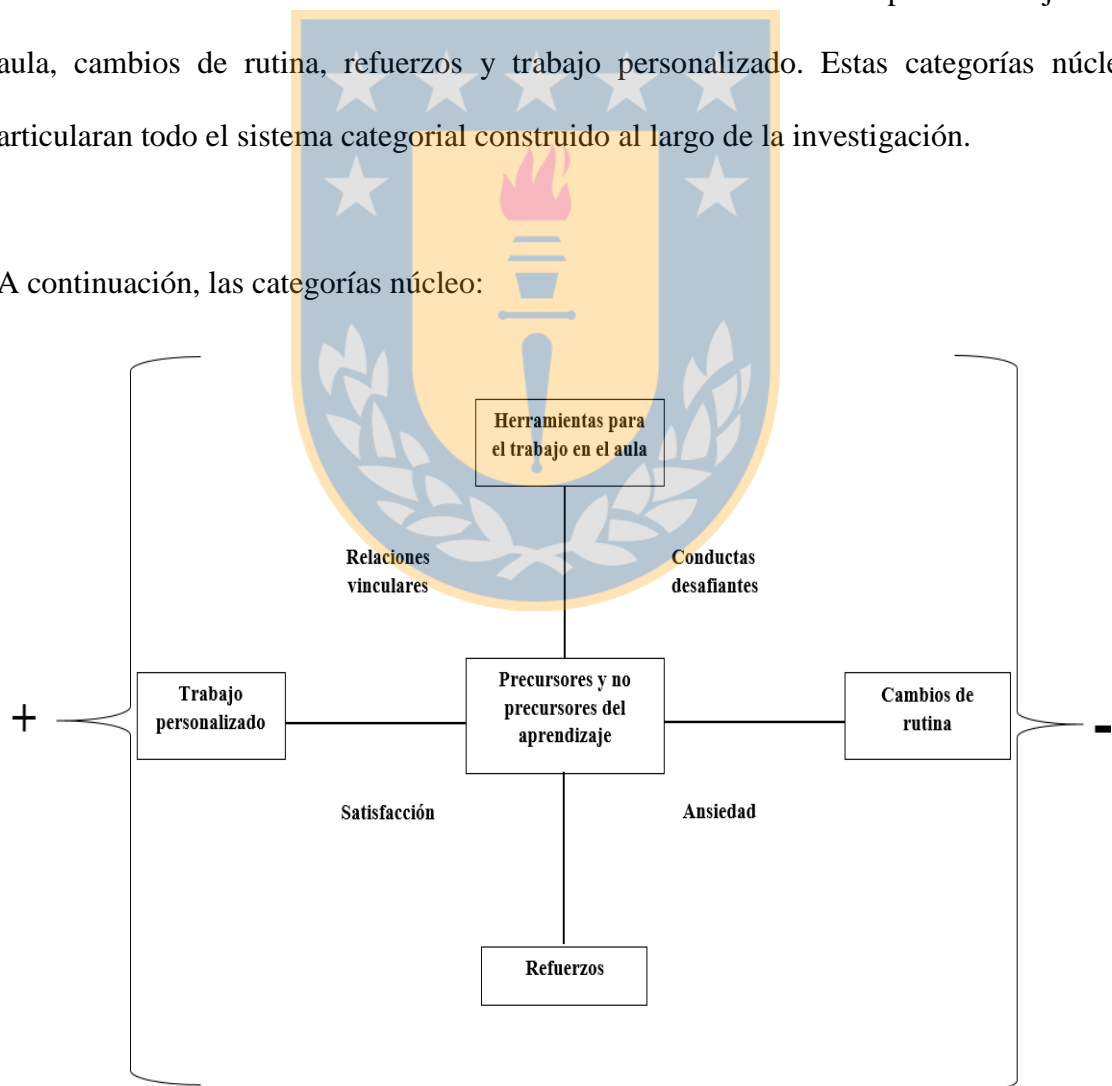 aula, cambios de rutina, refuerzos y trabajo personalizado. Estas categorías
articularan todo el sistema categorial construido al largo de la investigación.
A continuación, las categorías núcleo:
Herramientas para
el trabajo en el aula
Relaciones
vinculares
Conductas
desafiantes
+
Trabajo
personalizado
Precursores y no
precursores del
aprendizaje
Cambios de
rutina
-
Satisfacción
Ansiedad
Refuerzos